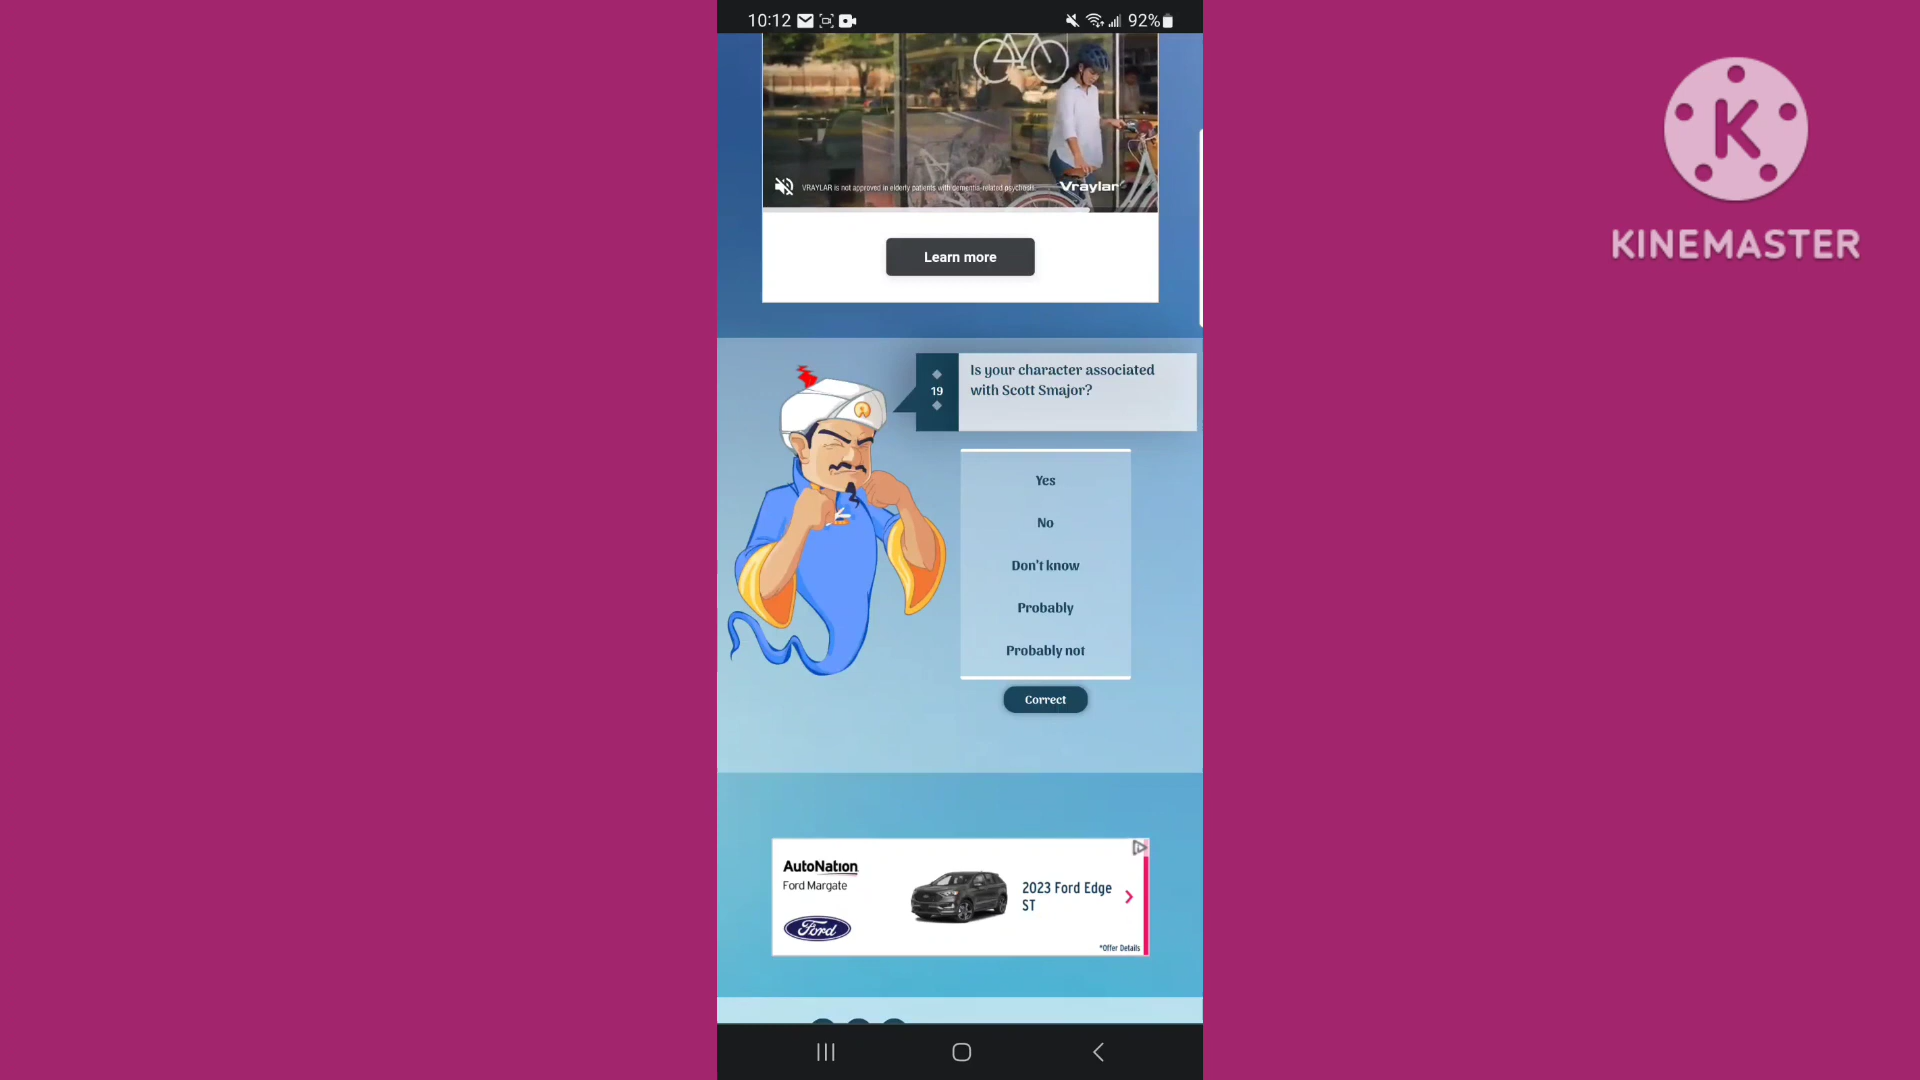 10:12
92%
VRAYLAR is not approved in elderly patients with dementia-related psychosis.
Vraylar
Learn more
19
Is your character associated
with Scott Smajor?
Yes
No
Don't know
Probably
Probably not
Correct
AutoNation
Ford Margate
Ford
2023 Ford Edge
ST
*Offer Details
K
KINEMASTER